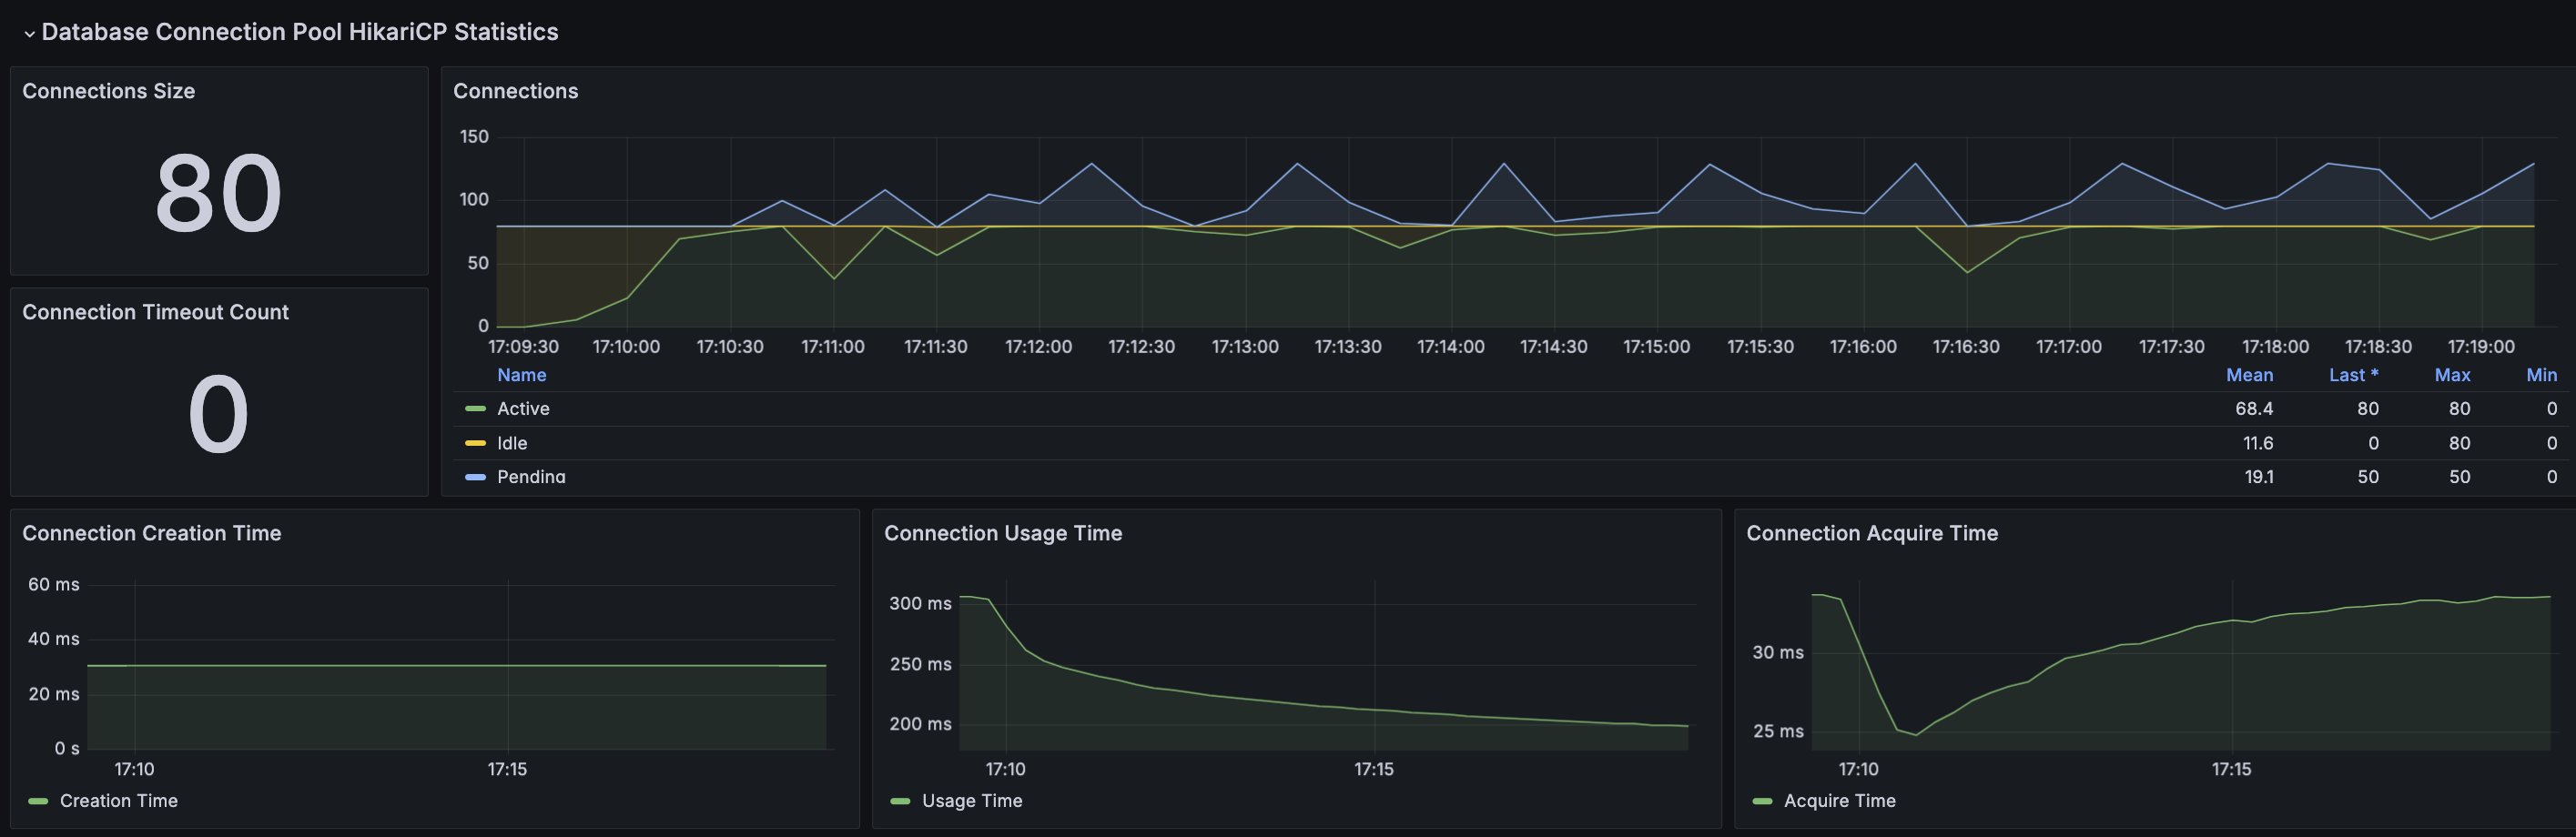 Database Connection Pool HikariCP Statistics
Connections Size
80
Connection Timeout Count
0
Connections
150
100
50
0
17:09:30 17:10:00 17:10:30 17:11:00 17:11:30 17:12:00 17:12:30 17:13:00 17:13:30 17:14:00 17:14:30 17:15:00 17:15:30 17:16:00 17:16:30 17:17:00 17:17:30 17:18:00 17:18:30 17:19:00
Name Mean Last * Max Min
Active 68.4 80 80 0
Idle 11.6 0 80 0
Pending 19.1 50 50 0
Connection Creation Time
60 ms
40 ms
20 ms
0 s
17:10 17:15
Creation Time
Connection Usage Time
300 ms
250 ms
200 ms
17:10 17:15
Usage Time
Connection Acquire Time
30 ms
25 ms
17:10 17:15
Acquire Time